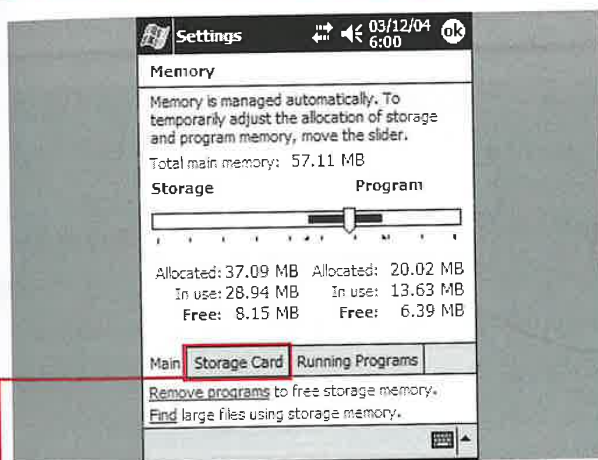 Settings 03/12/04 6:00 ok
Memory
Memory is managed automatically. To
temporarily adjust the allocation of storage
and program memory, move the slider.
Total main memory: 57.11 MB
Storage Program
Allocated: 37.09 MB Allocated: 20.02 MB
In use: 28.94 MB In use: 13.63 MB
Free: 8.15 MB Free: 6.39 MB
Main Storage Card Running Programs
Remove programs to free storage memory.
Find large files using storage memory.